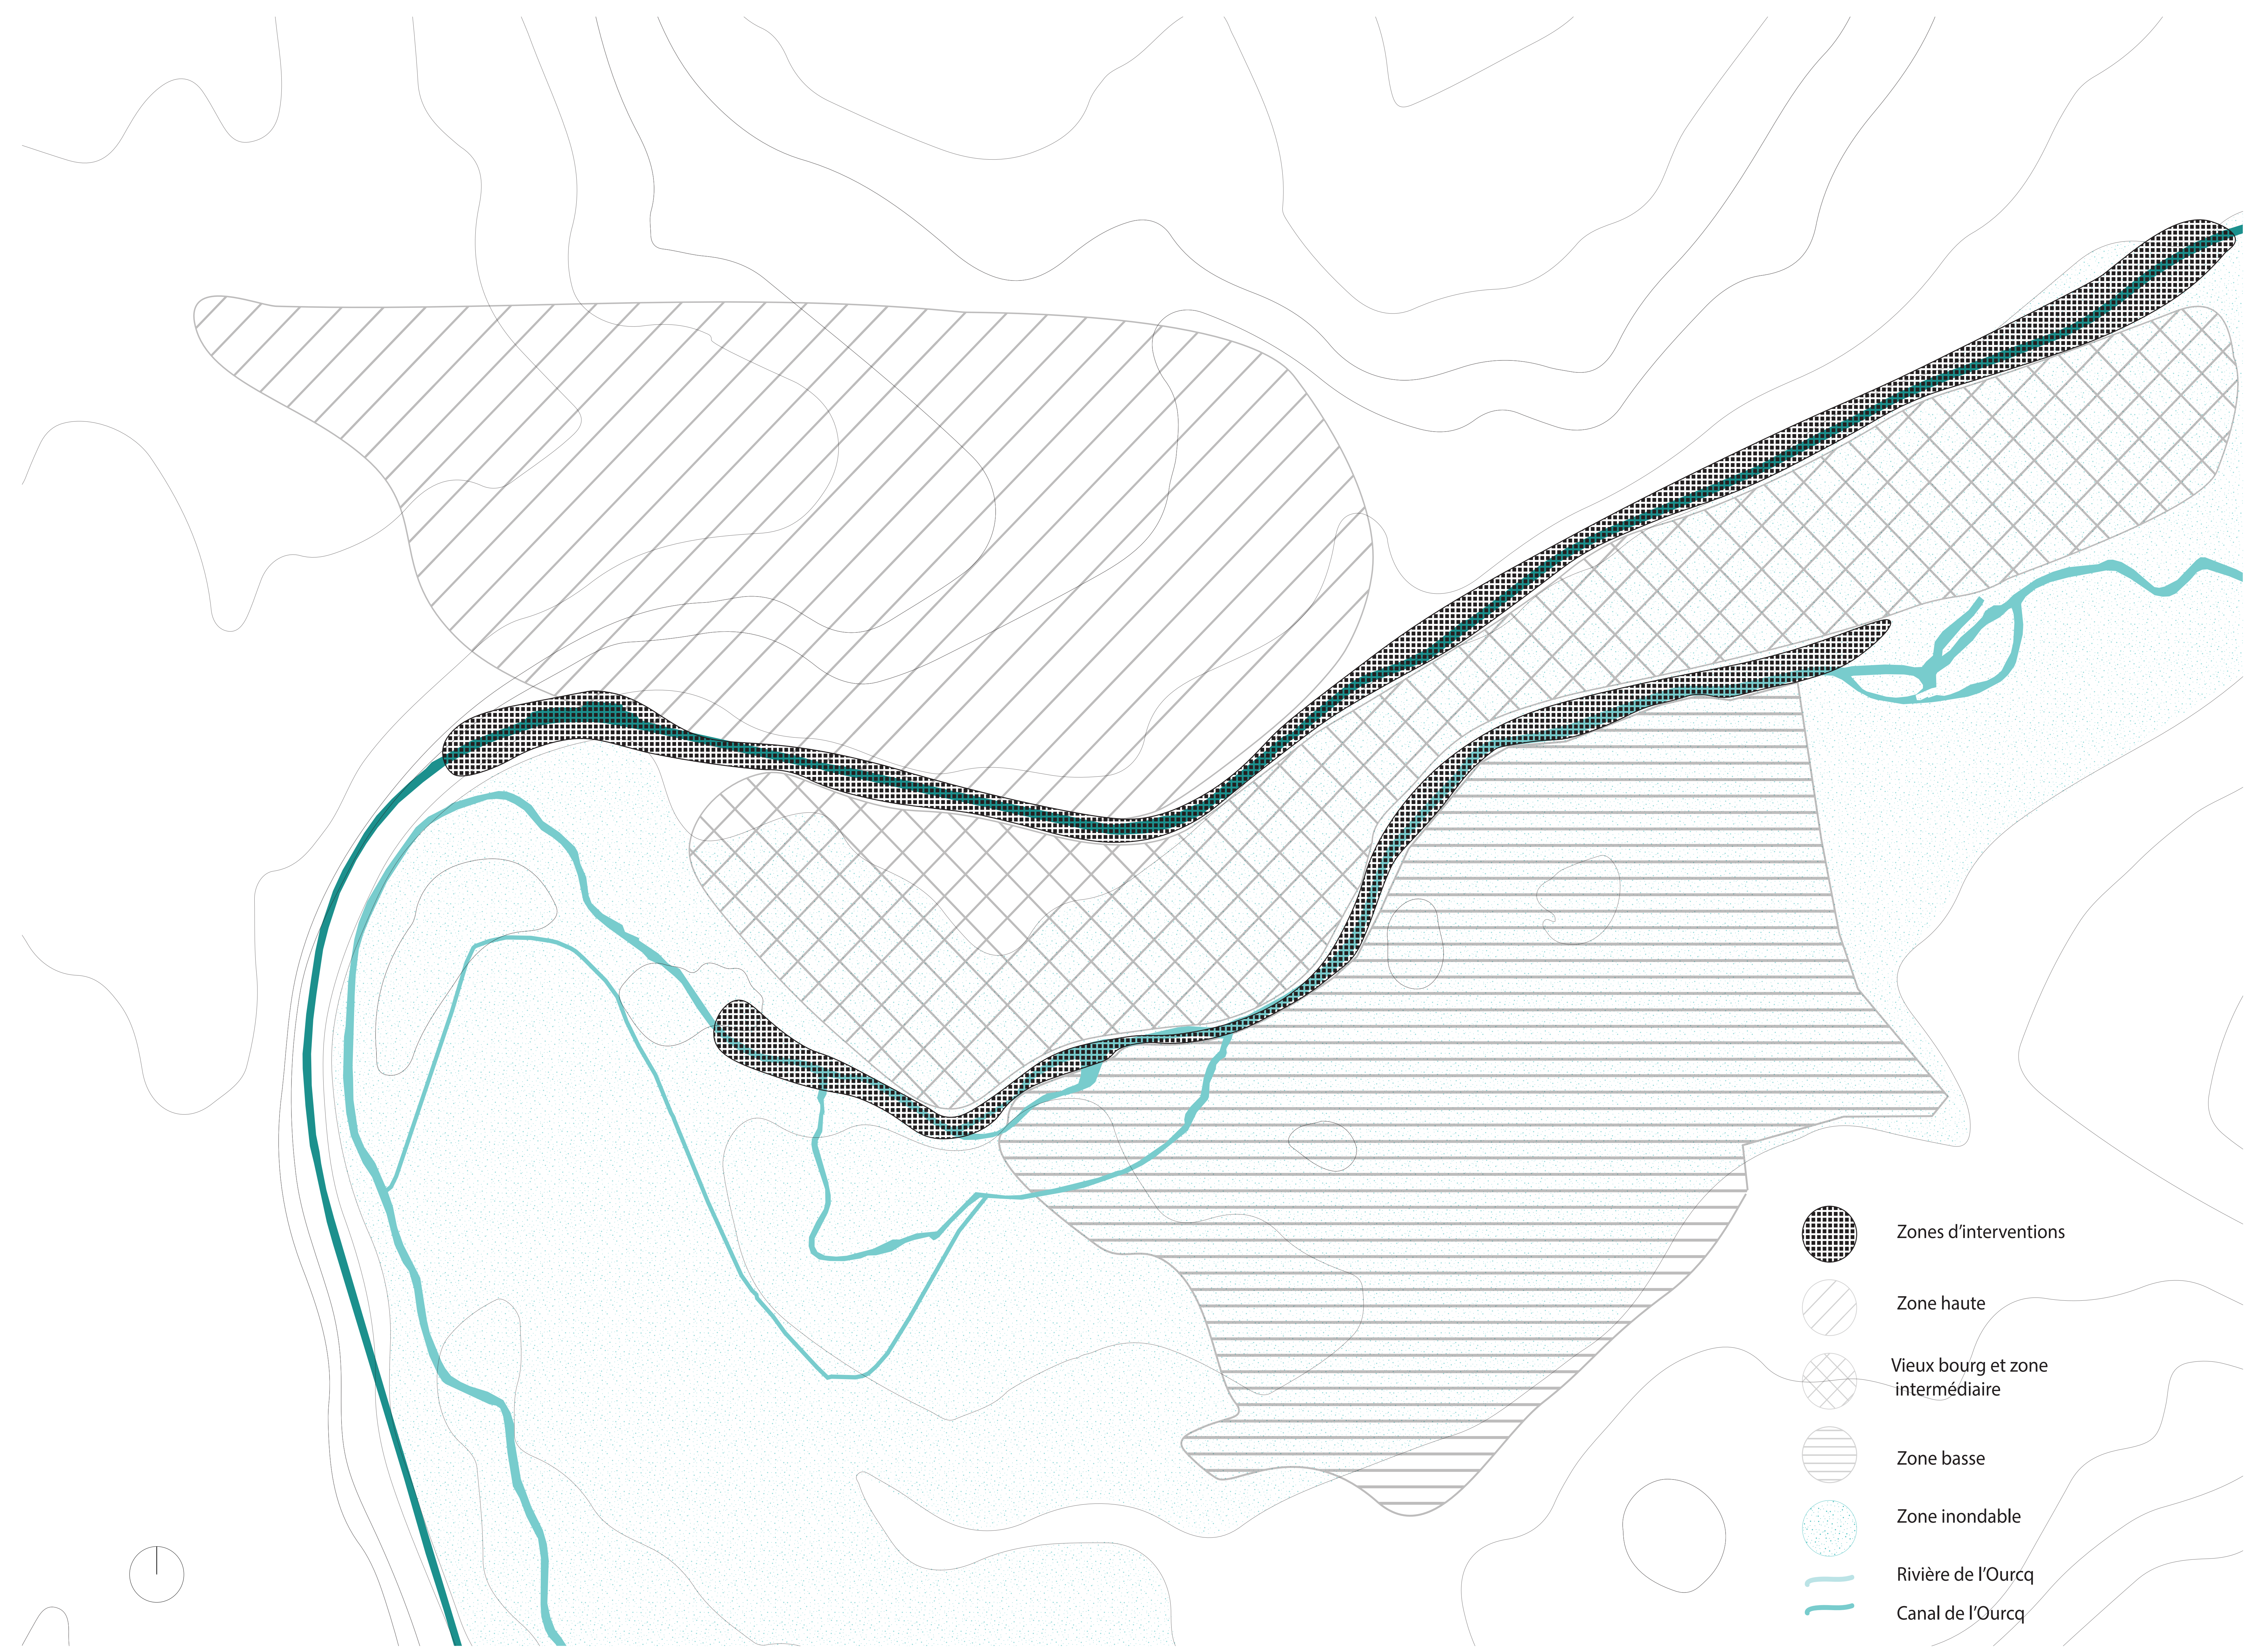 Zones d'interventions
Zone haute
Vieux bourg et zone
intermédiaire
Zone basse
Zone inondable
Rivière de l'Ourcq
Canal de l'Ourcq